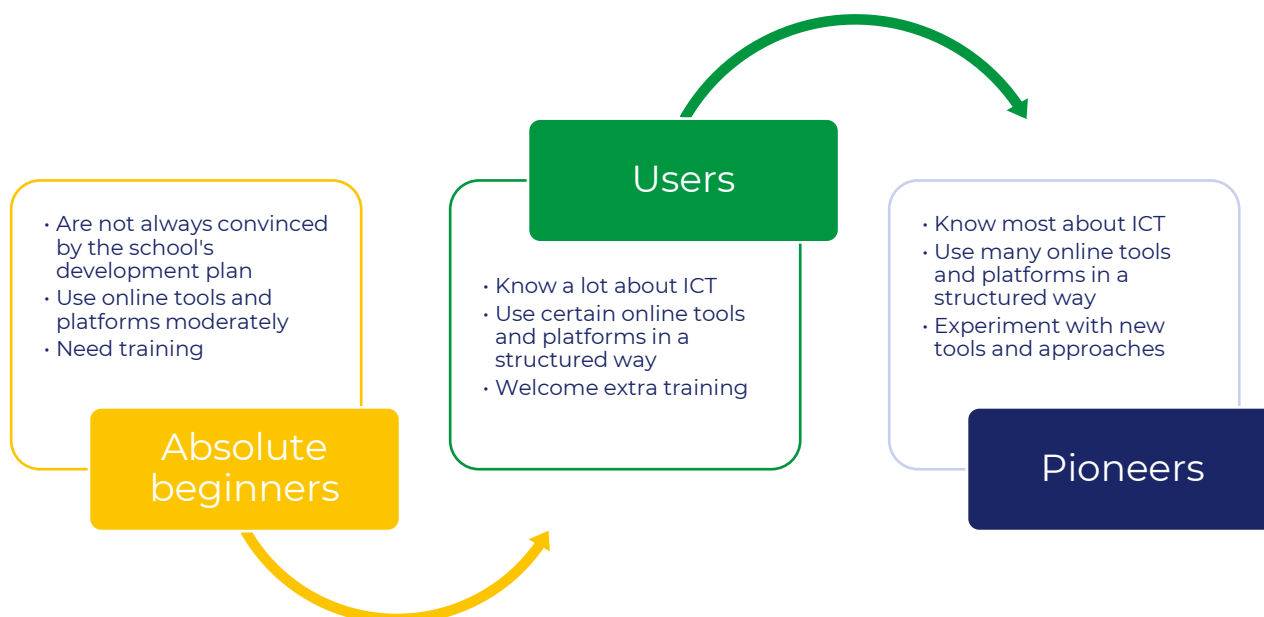 · Are not always convinced
by the school's
development plan
· Use online tools and
platforms moderately
· Need training
Absolute
beginners
Users
· Know a lot about ICT
· Use certain online tools
and platforms in a
structured way
· Welcome extra training
· Know most about ICT
· Use many online tools
and platforms in a
structured way
· Experiment with new
tools and approaches
Pioneers